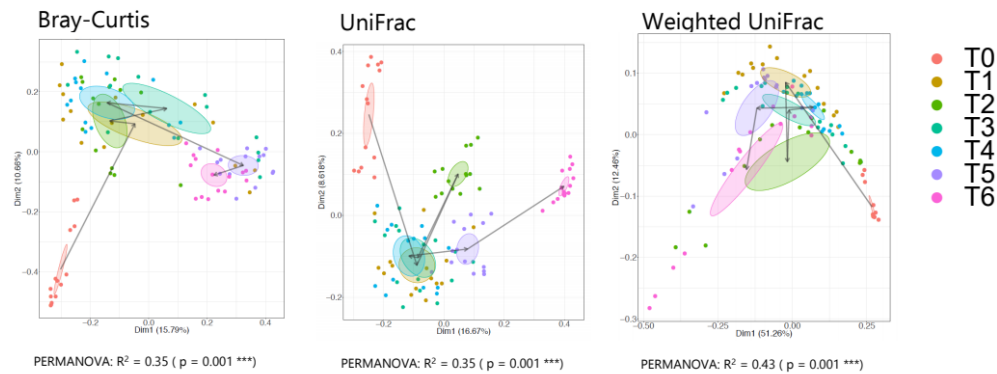 Bray-Curtis
UniFrac
Weighted UniFrac
0.2
0.0
−0.2
−0.4
Dim2 (10.66%)
−0.2
0.0
0.2
0.4
Dim1 (15.79%)
0.4
0.2
0.0
−0.2
Dim2 (8.616%)
−0.2
0.0
0.2
0.4
Dim1 (16.67%)
0.1
0.0
−0.1
−0.2
−0.3
Dim2 (12.46%)
−0.50
−0.25
0.00
0.25
Dim1 (51.26%)
T0
T1
T2
T3
T4
T5
T6
PERMANOVA: R² = 0.35 ( p = 0.001 ***)
PERMANOVA: R² = 0.35 ( p = 0.001 ***)
PERMANOVA: R² = 0.43 ( p = 0.001 ***)